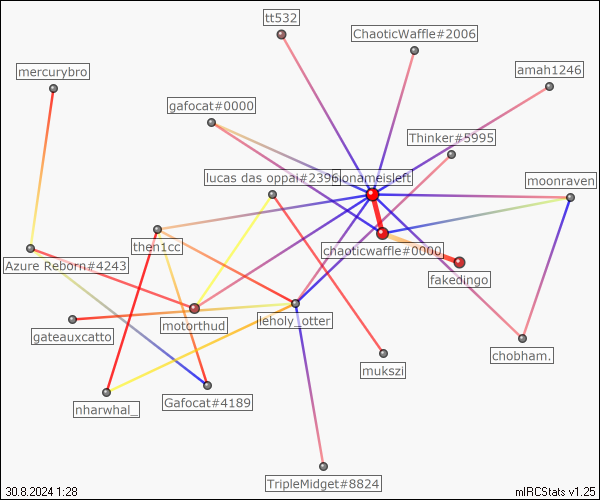 tt532
ChaoticWaffle#2006
mercurybro
amah1246
gafocat#0000
Thinker#5995
lucas das oppai#2396
ionameisleft
moonraven
then1cc
chaoticwaffle#0000
Azure Reborn#4243
fakedingo
motorthud
leholy_otter
gateauxcatto
chobham.
mukszi
nharwhal_
Gafocat#4189
TripleMidget#8824
30.8.2024 1:28
mIRCStats v1.25